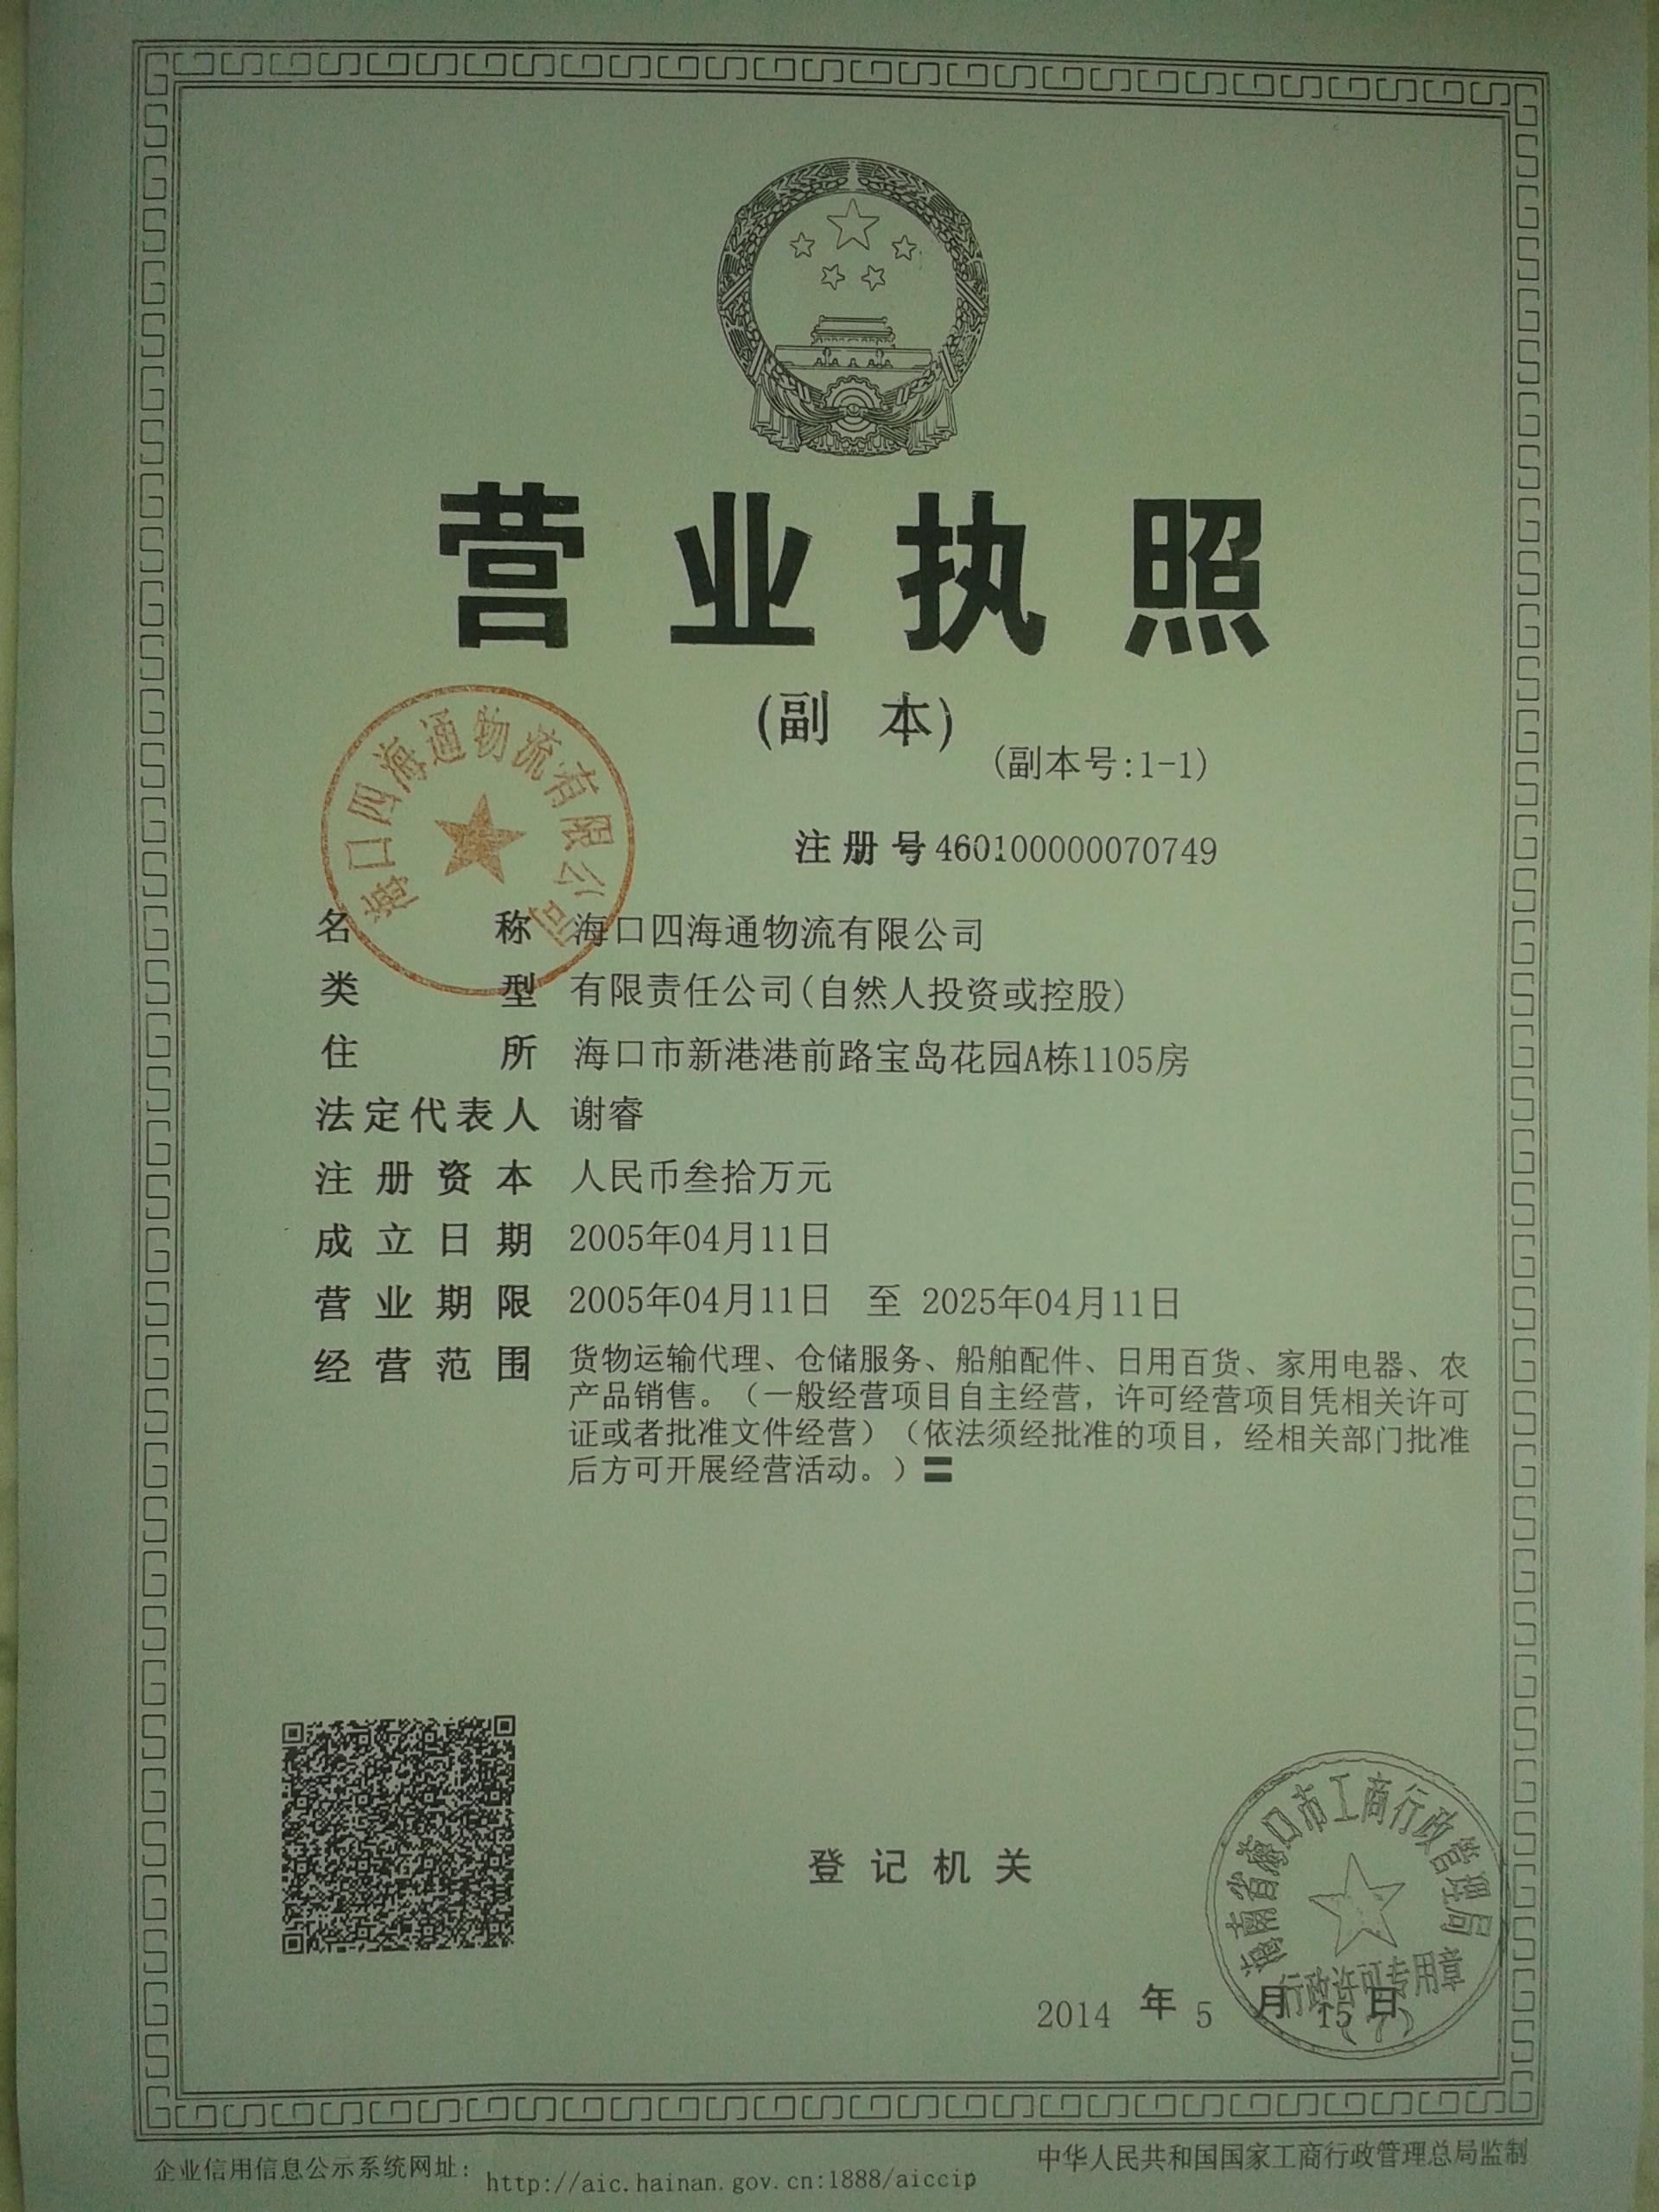 营业执照
(副 本)
(副本号:1-1)
海口四海通物流有限公司
注册号460100000070749
名 称 海口四海通物流有限公司
类 型 有限责任公司(自然人投资或控股)
住 所 海口市新港港前路宝岛花园A栋1105房
法定代表人 谢睿
注册资本 人民币叁拾万元
成立日期 2005年04月11日
营业期限 2005年04月11日 至 2025年04月11日
经营范围 货物运输代理、仓储服务、船舶配件、日用百货、家用电器、农
产品销售。（一般经营项目自主经营，许可经营项目凭相关许可
证或者批准文件经营）（依法须经批准的项目，经相关部门批准
后方可开展经营活动。）
登记机关
海南省海口市工商行政管理局
行政许可专用章
(7)
2014 年 5 月 15 日
企业信用信息公示系统网址： http://aic.hainan.gov.cn:1888/aiccip
中华人民共和国国家工商行政管理总局监制